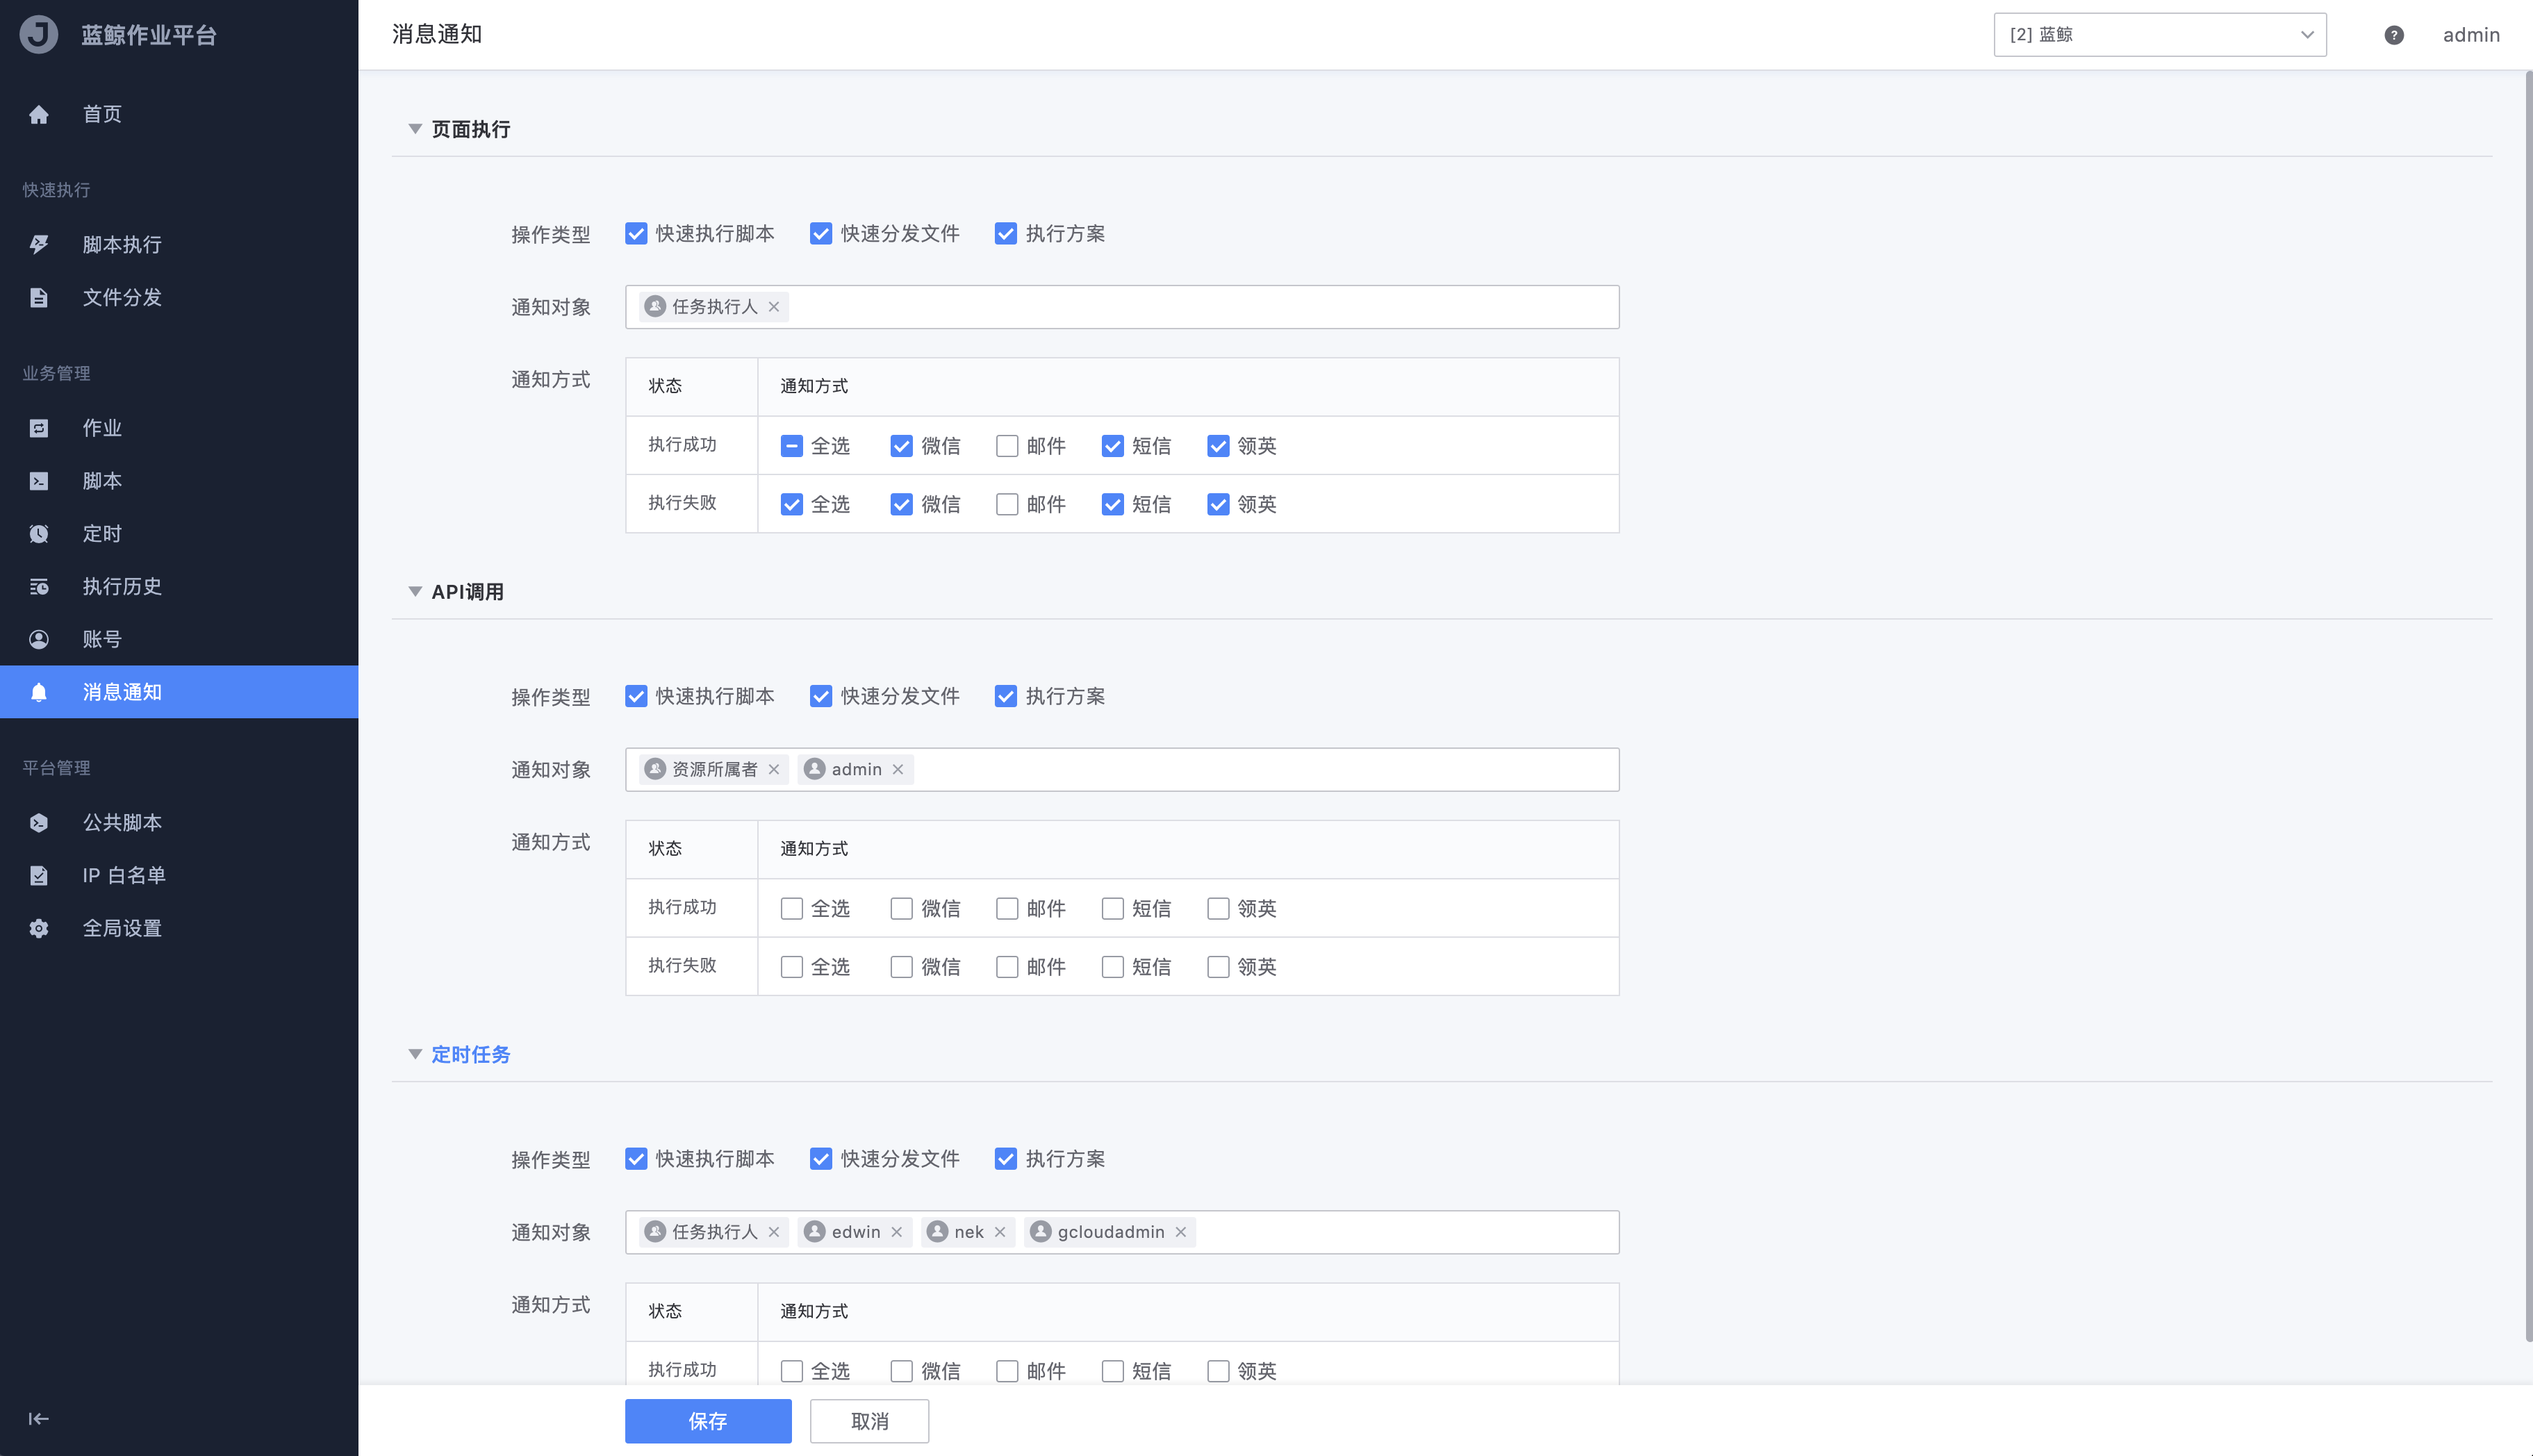 蓝鲸作业平台
首页
快速执行
脚本执行
文件分发
业务管理
作业
脚本
定时
执行历史
账号
消息通知
平台管理
公共脚本
IP 白名单
全局设置
消息通知
[2] 蓝鲸
admin
页面执行
操作类型 快速执行脚本 快速分发文件 执行方案
通知对象 任务执行人
通知方式 状态 通知方式
执行成功 全选 微信 邮件 短信 领英
执行失败 全选 微信 邮件 短信 领英
API调用
操作类型 快速执行脚本 快速分发文件 执行方案
通知对象 资源所属者 admin
通知方式 状态 通知方式
执行成功 全选 微信 邮件 短信 领英
执行失败 全选 微信 邮件 短信 领英
定时任务
操作类型 快速执行脚本 快速分发文件 执行方案
通知对象 任务执行人 edwin nek gcloudadmin
通知方式 状态 通知方式
执行成功 全选 微信 邮件 短信 领英
保存 取消